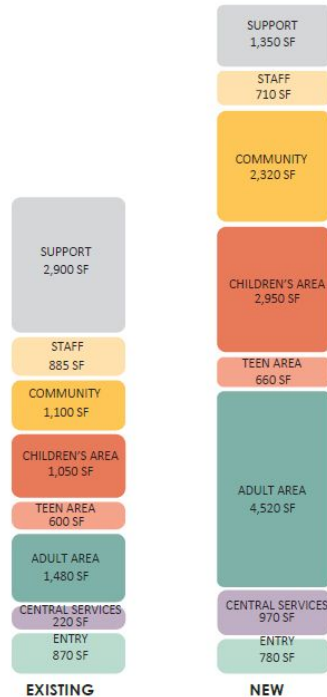 SUPPORT
2,900 SF
STAFF
885 SF
COMMUNITY
1,100 SF
CHILDREN'S AREA
1,050 SF
TEEN AREA
600 SF
ADULT AREA
1,480 SF
CENTRAL SERVICES
220 SF
ENTRY
870 SF
EXISTING
SUPPORT
1,350 SF
STAFF
710 SF
COMMUNITY
2,320 SF
CHILDREN'S AREA
2,950 SF
TEEN AREA
660 SF
ADULT AREA
4,520 SF
CENTRAL SERVICES
970 SF
ENTRY
780 SF
NEW